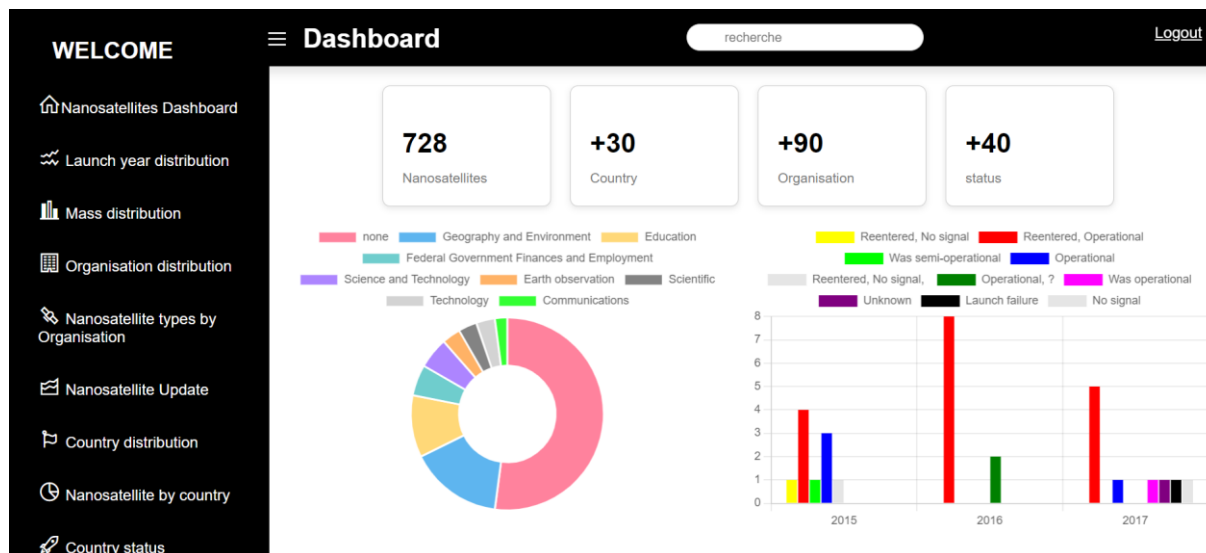 WELCOME
Nanosatellites Dashboard
Launch year distribution
Mass distribution
Organisation distribution
Nanosatellite types by
Organisation
Nanosatellite Update
Country distribution
Nanosatellite by country
Country status
Dashboard
recherche
Logout
728
Nanosatellites
+30
Country
+90
Organisation
+40
status
none Geography and Environment Education
Federal Government Finances and Employment
Science and Technology Earth observation Scientific
Technology Communications
Reentered, No signal Reentered, Operational
Was semi-operational Operational
Reentered, No signal, Operational, ? Was operational
Unknown Launch failure No signal
8
7
6
5
4
3
2
1
0
2015 2016 2017